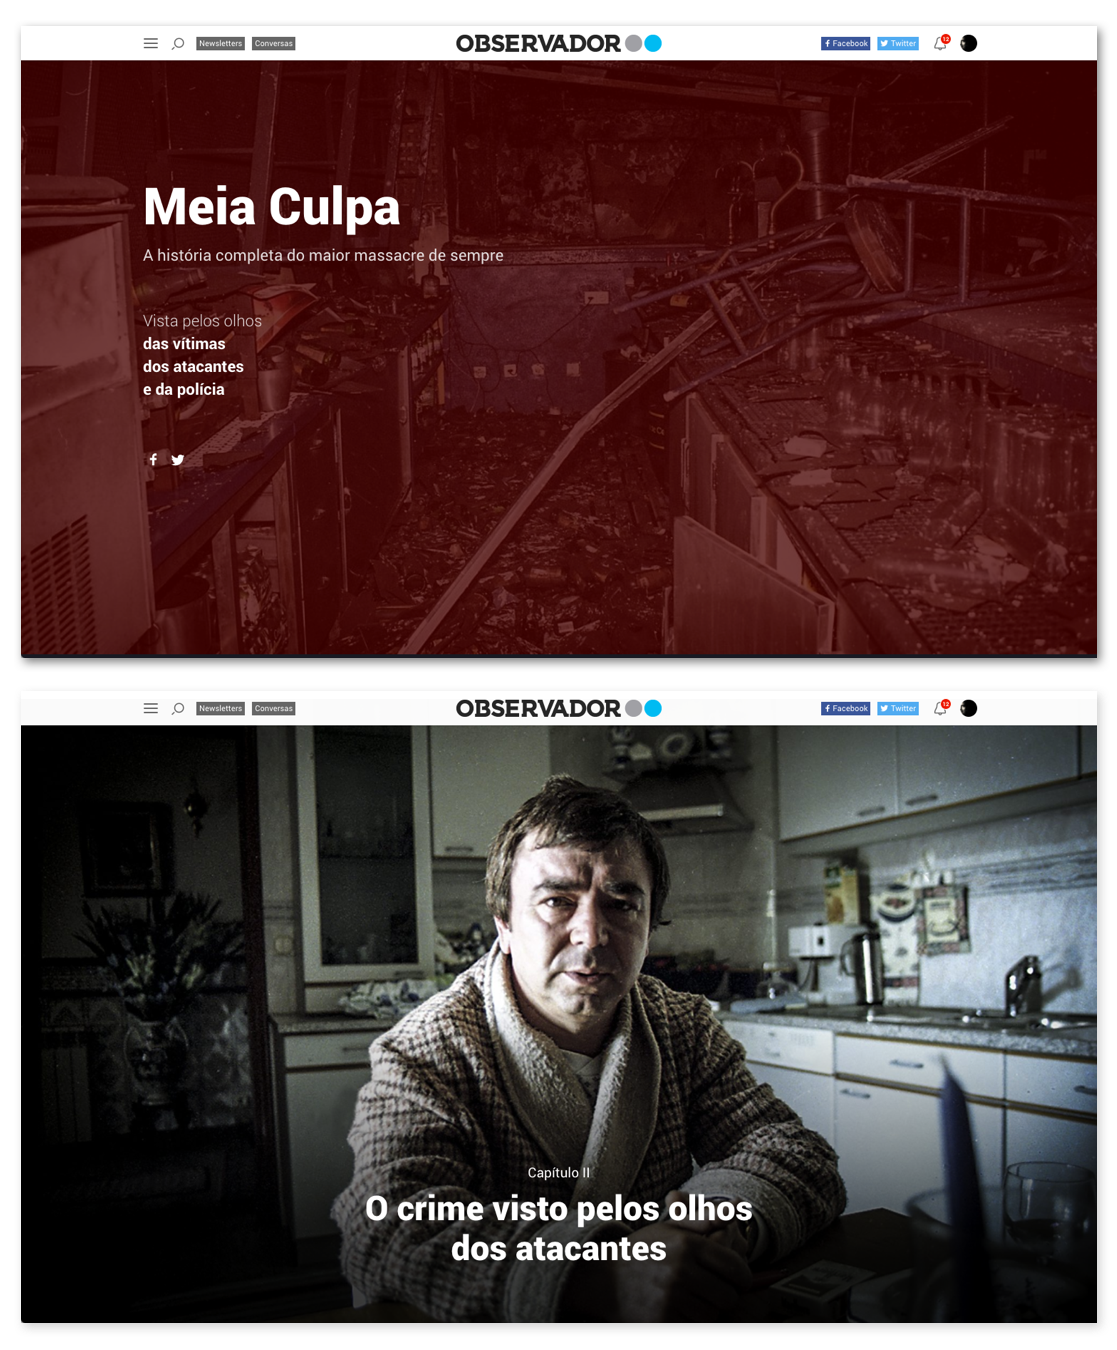 Newsletters Conversas OBSERVADOR Facebook Twitter 12
Meia Culpa
A história completa do maior massacre de sempre
Vista pelos olhos
das vítimas
dos atacantes
e da polícia
Newsletters Conversas OBSERVADOR Facebook Twitter 12
Capítulo II
O crime visto pelos olhos
dos atacantes